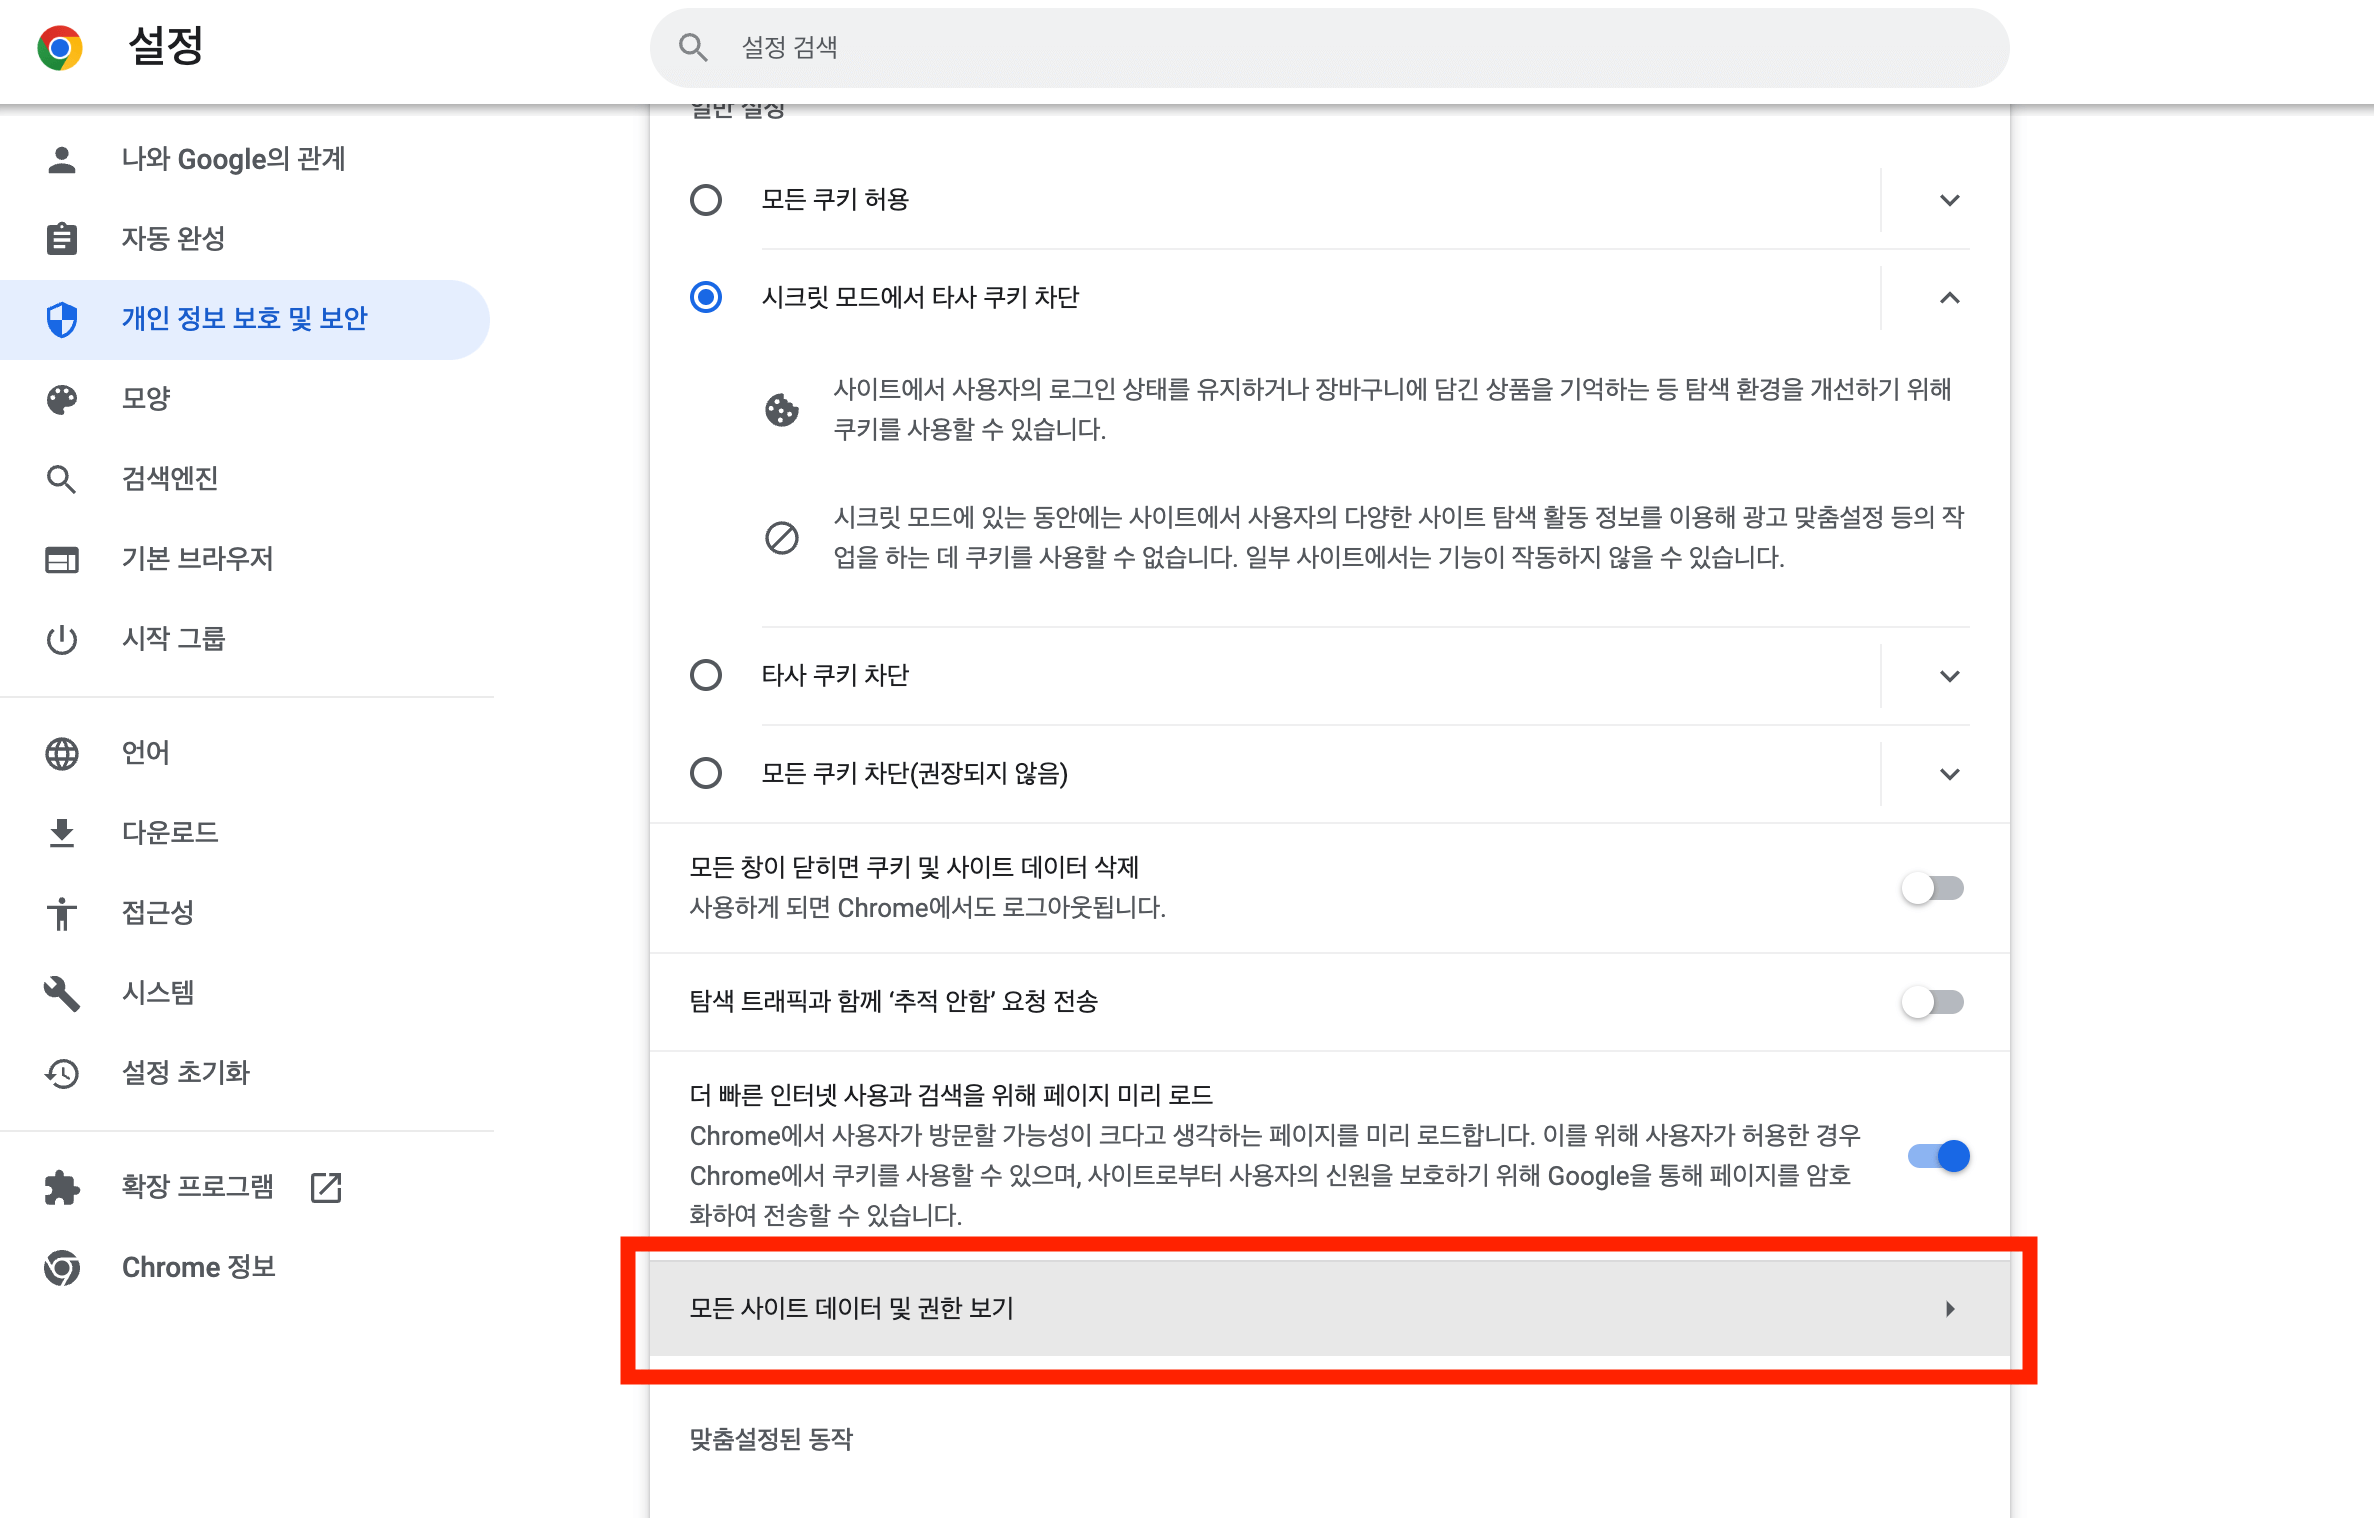 설정
설정 검색
나와 Google의 관계
자동 완성
개인 정보 보호 및 보안
모양
검색엔진
기본 브라우저
시작 그룹
언어
다운로드
접근성
시스템
설정 초기화
확장 프로그램
Chrome 정보
일반 설정
모든 쿠키 허용
시크릿 모드에서 타사 쿠키 차단
사이트에서 사용자의 로그인 상태를 유지하거나 장바구니에 담긴 상품을 기억하는 등 탐색 환경을 개선하기 위해
쿠키를 사용할 수 있습니다.
시크릿 모드에 있는 동안에는 사이트에서 사용자의 다양한 사이트 탐색 활동 정보를 이용해 광고 맞춤설정 등의 작
업을 하는 데 쿠키를 사용할 수 없습니다. 일부 사이트에서는 기능이 작동하지 않을 수 있습니다.
타사 쿠키 차단
모든 쿠키 차단(권장되지 않음)
모든 창이 닫히면 쿠키 및 사이트 데이터 삭제
사용하게 되면 Chrome에서도 로그아웃됩니다.
탐색 트래픽과 함께 ‘추적 안함’ 요청 전송
더 빠른 인터넷 사용과 검색을 위해 페이지 미리 로드
Chrome에서 사용자가 방문할 가능성이 크다고 생각하는 페이지를 미리 로드합니다. 이를 위해 사용자가 허용한 경우
Chrome에서 쿠키를 사용할 수 있으며, 사이트로부터 사용자의 신원을 보호하기 위해 Google을 통해 페이지를 암호
화하여 전송할 수 있습니다.
모든 사이트 데이터 및 권한 보기
맞춤설정된 동작